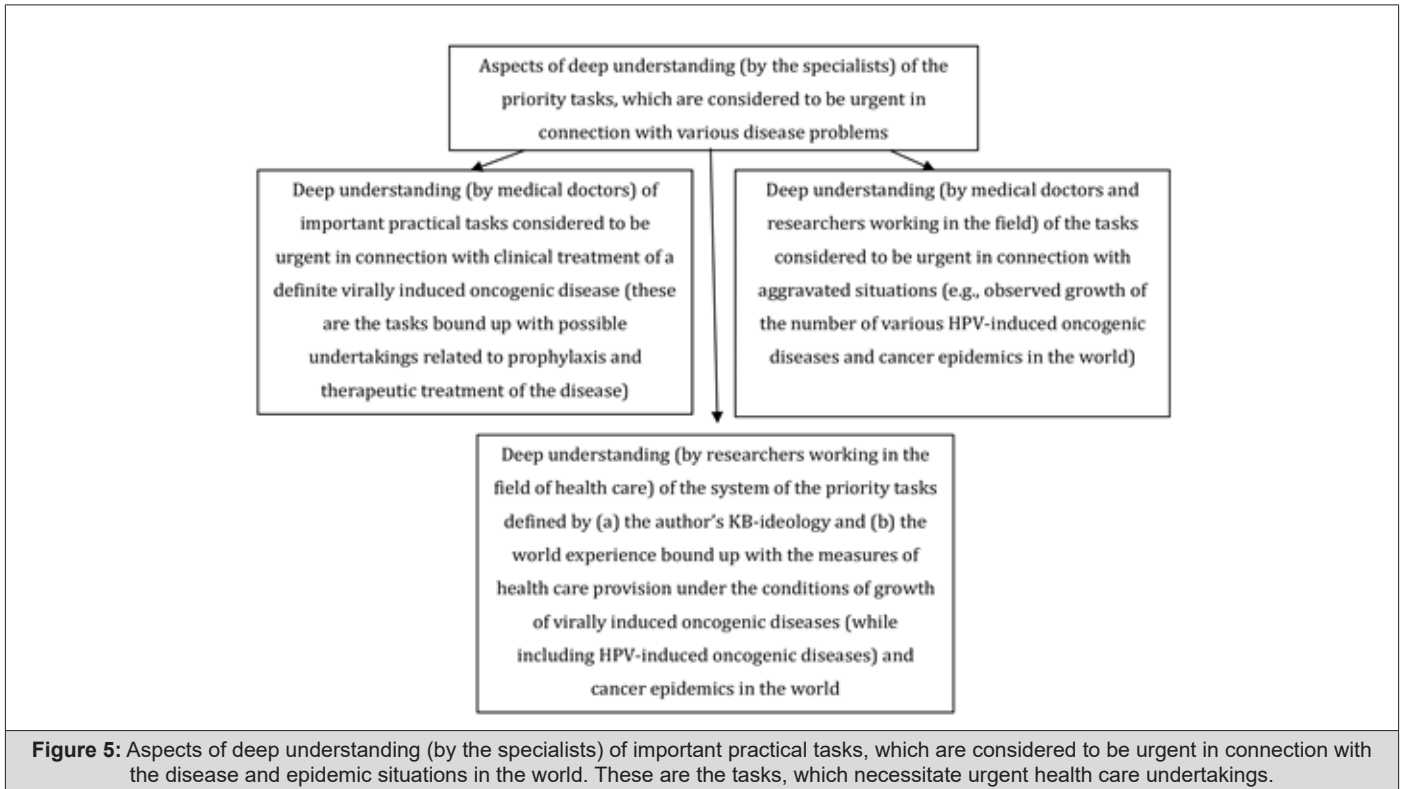 Aspects of deep understanding (by the specialists) of the
priority tasks, which are considered to be urgent in
connection with various disease problems
Deep understanding (by medical doctors) of
important practical tasks considered to be
urgent in connection with clinical treatment of a
definite virally induced oncogenic disease (these
are the tasks bound up with possible
undertakings related to prophylaxis and
therapeutic treatment of the disease)
Deep understanding (by medical doctors and
researchers working in the field) of the tasks
considered to be urgent in connection with
aggravated situations (e.g., observed growth of
the number of various HPV-induced oncogenic
diseases and cancer epidemics in the world)
Deep understanding (by researchers working in the
field of health care) of the system of the priority tasks
defined by (a) the author's KB-ideology and (b) the
world experience bound up with the measures of
health care provision under the conditions of growth
of virally induced oncogenic diseases (while
including HPV-induced oncogenic diseases) and
cancer epidemics in the world
Figure 5: Aspects of deep understanding (by the specialists) of important practical tasks, which are considered to be urgent in connection with
the disease and epidemic situations in the world. These are the tasks, which necessitate urgent health care undertakings.